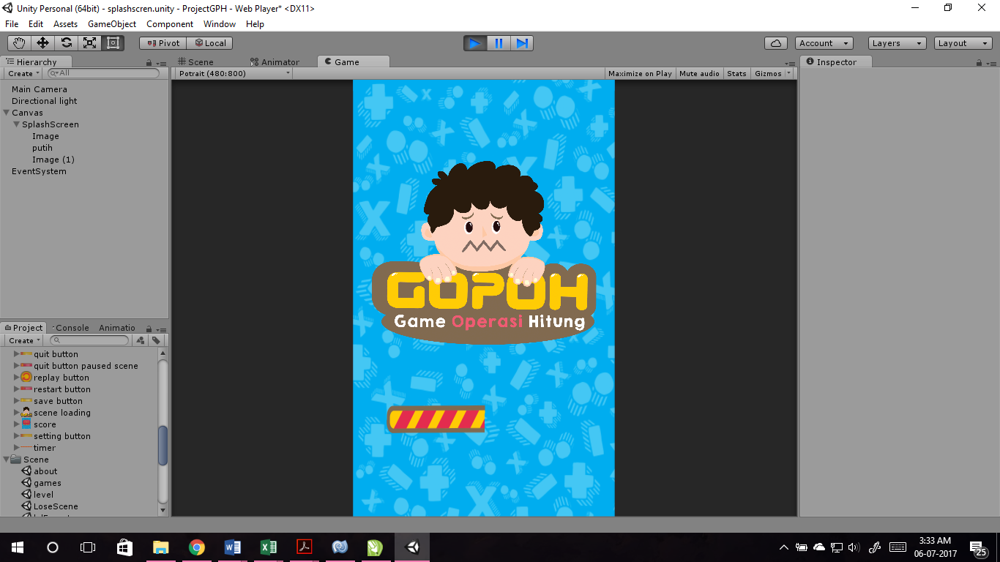 Unity Personal (64bit) - splashscren.unity - ProjectGPH - Web Player* <DX11>
File Edit Assets GameObject Component Window Help
Pivot Local Account Layers Layout
Hierarchy
Create All
Main Camera
Directional light
Canvas
SplashScreen
Image
putih
Image (1)
EventSystem
Scene Animator Game
Potrait (480:800) Maximize on Play Mute audio Stats Gizmos
GOPOH
Game Operasi Hitung
Inspector
Project Console Animatio
Create
quit button
quit button paused scene
replay button
restart button
save button
scene loading
score
setting button
timer
Scene
about
games
level
LoseScene
3:33 AM
06-07-2017
25